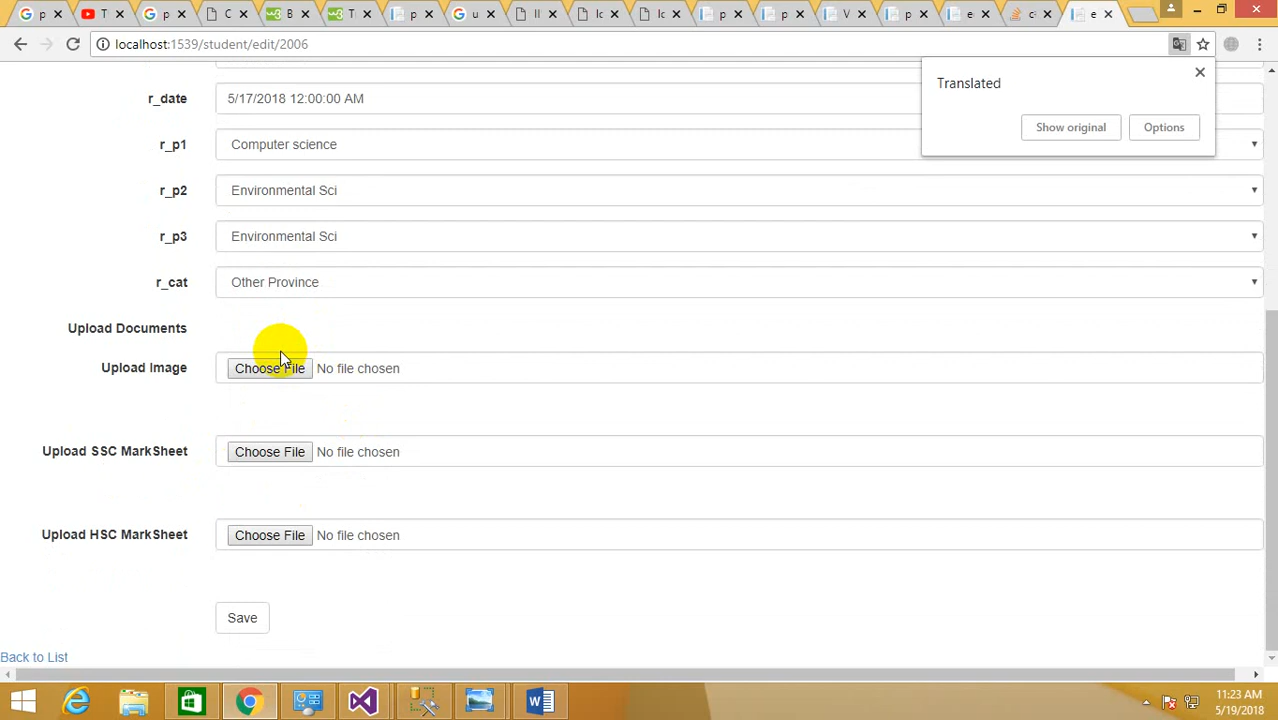 localhost:1539/student/edit/2006
Translated
Show original
Options
r_date
5/17/2018 12:00:00 AM
r_p1
Computer science
r_p2
Environmental Sci
r_p3
Environmental Sci
r_cat
Other Province
Upload Documents
Upload Image
Choose File No file chosen
Upload SSC MarkSheet
Choose File No file chosen
Upload HSC MarkSheet
Choose File No file chosen
Save
Back to List
11:23 AM
5/19/2018